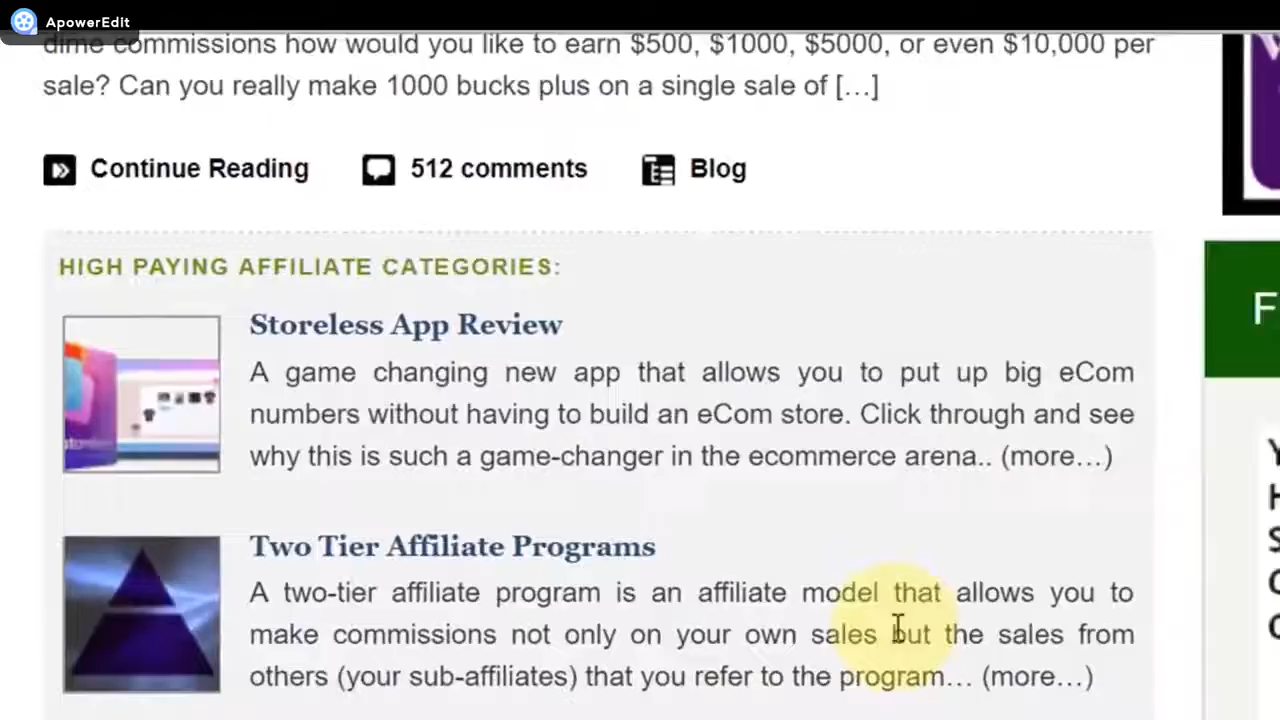 ApowerEdit
dime commissions how would you like to earn $500, $1000, $5000, or even $10,000 per
sale? Can you really make 1000 bucks plus on a single sale of […]
Continue Reading 512 comments Blog
HIGH PAYING AFFILIATE CATEGORIES:
Storeless App Review
A game changing new app that allows you to put up big eCom
numbers without having to build an eCom store. Click through and see
why this is such a game-changer in the ecommerce arena.. (more…)
Two Tier Affiliate Programs
A two-tier affiliate program is an affiliate model that allows you to
make commissions not only on your own sales but the sales from
others (your sub-affiliates) that you refer to the program… (more…)
F